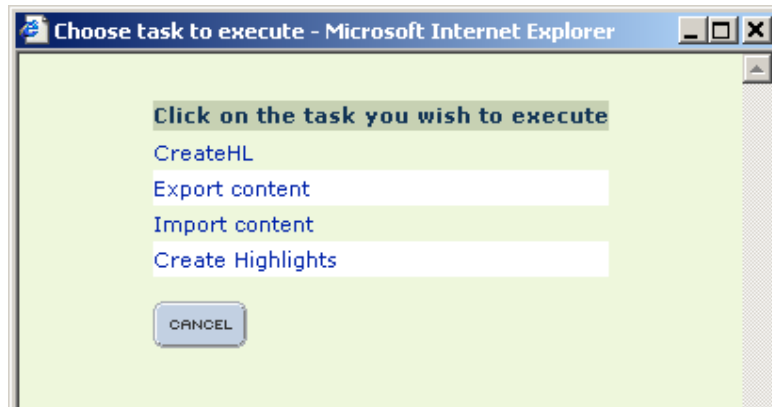 Choose task to execute - Microsoft Internet Explorer
Click on the task you wish to execute
CreateHL
Export content
Import content
Create Highlights
CANCEL